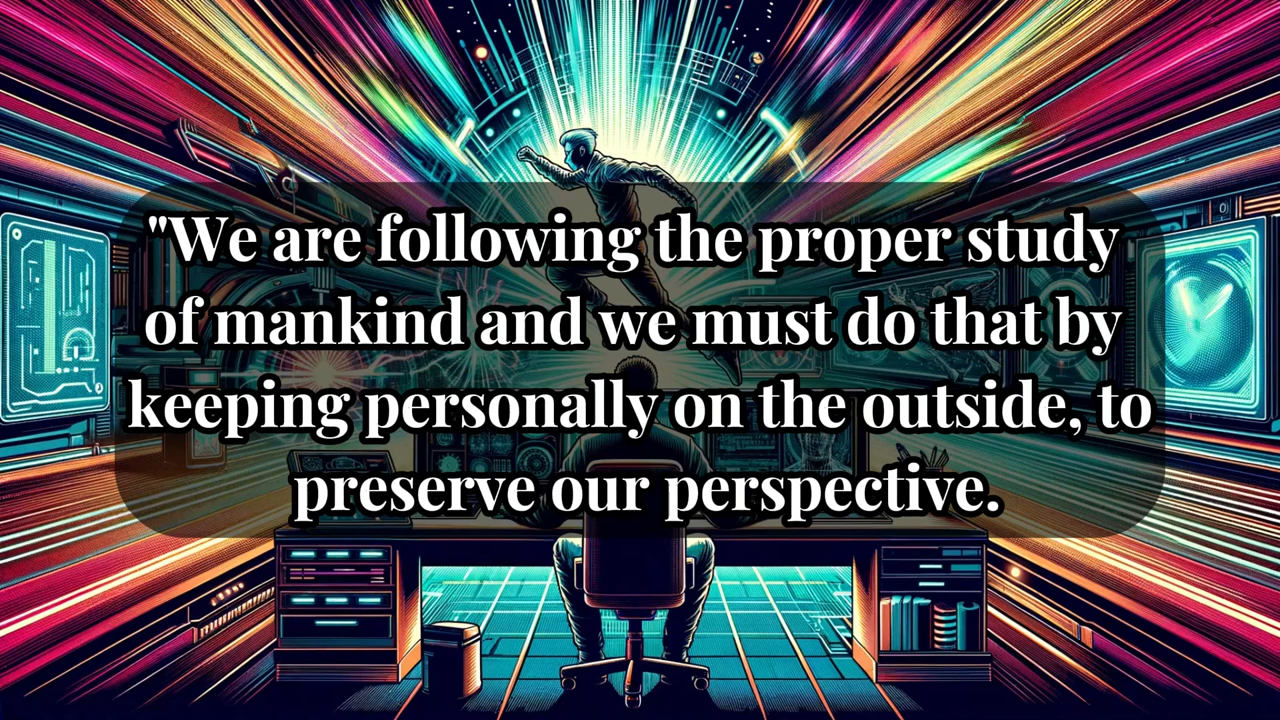 "We are following the proper study
of mankind and we must do that by
keeping personally on the outside, to
preserve our perspective.